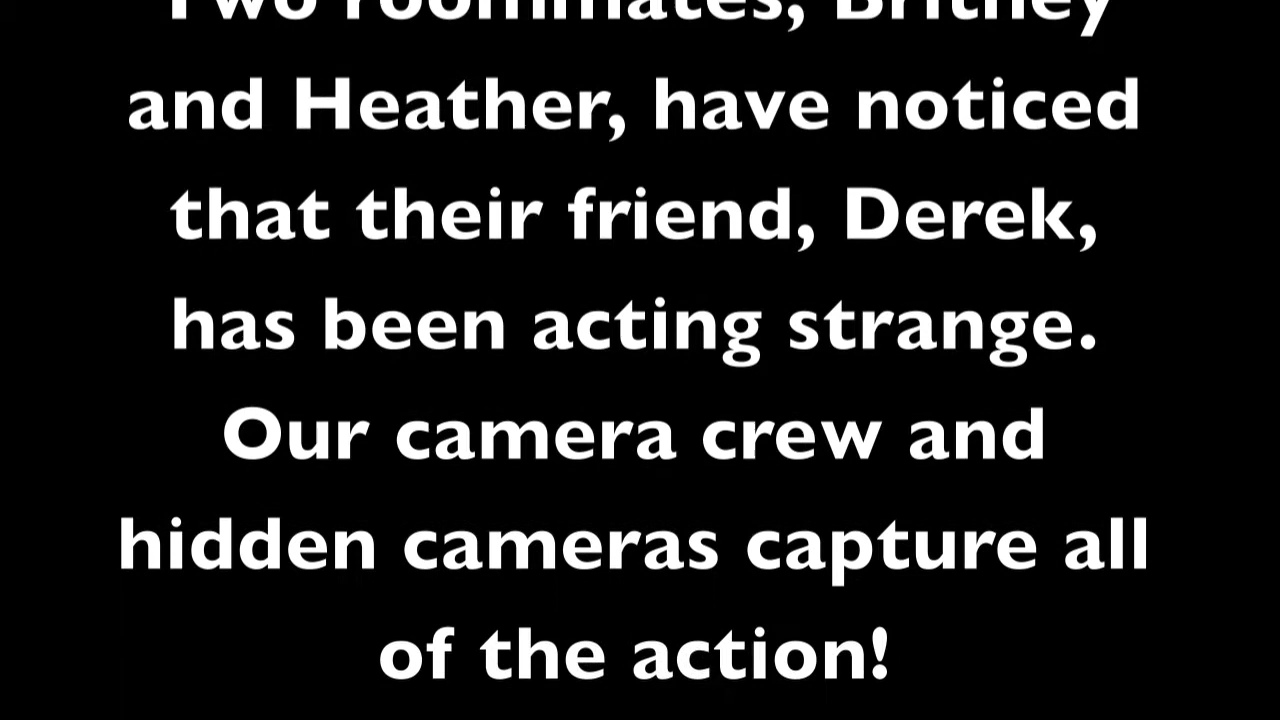 Two roommates, Britney
and Heather, have noticed
that their friend, Derek,
has been acting strange.
Our camera crew and
hidden cameras capture all
of the action!